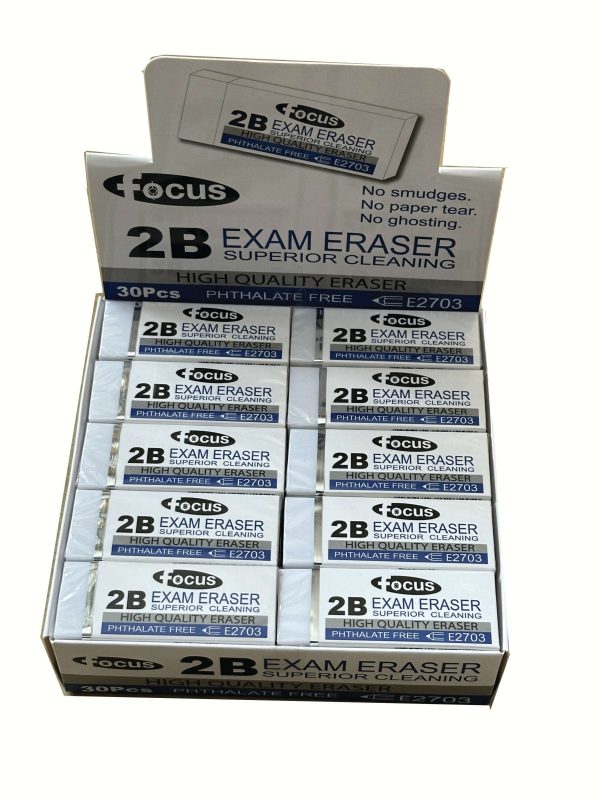 Focus
2B EXAM ERASER
SUPERIOR CLEANING
HIGH QUALITY ERASER
PHTHALATE FREE E2703
Focus
No smudges.
No paper tear.
No ghosting.
2B EXAM ERASER
SUPERIOR CLEANING
HIGH QUALITY ERASER
30Pcs PHTHALATE FREE E2703
Focus
2B EXAM ERASER
SUPERIOR CLEANING
HIGH QUALITY ERASER
PHTHALATE FREE E2703
Focus
2B EXAM ERASER
SUPERIOR CLEANING
HIGH QUALITY ERASER
PHTHALATE FREE E2703
Focus
2B EXAM ERASER
SUPERIOR CLEANING
HIGH QUALITY ERASER
PHTHALATE FREE E2703
Focus
2B EXAM ERASER
SUPERIOR CLEANING
HIGH QUALITY ERASER
PHTHALATE FREE E2703
Focus
2B EXAM ERASER
SUPERIOR CLEANING
HIGH QUALITY ERASER
PHTHALATE FREE E2703
Focus
2B EXAM ERASER
SUPERIOR CLEANING
HIGH QUALITY ERASER
PHTHALATE FREE E2703
Focus
2B EXAM ERASER
SUPERIOR CLEANING
HIGH QUALITY ERASER
PHTHALATE FREE E2703
Focus
2B EXAM ERASER
SUPERIOR CLEANING
HIGH QUALITY ERASER
PHTHALATE FREE E2703
Focus
2B EXAM ERASER
SUPERIOR CLEANING
HIGH QUALITY ERASER
PHTHALATE FREE E2703
Focus
2B EXAM ERASER
SUPERIOR CLEANING
HIGH QUALITY ERASER
PHTHALATE FREE E2703
Focus 2B EXAM ERASER
SUPERIOR CLEANING
HIGH QUALITY ERASER
30Pcs PHTHALATE FREE E2703